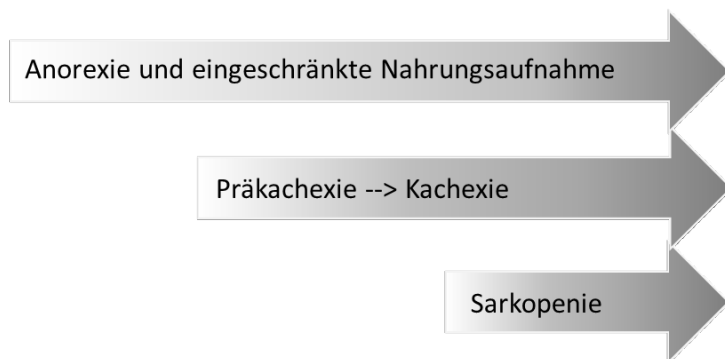 Anorexie und eingeschränkte Nahrungsaufnahme
Präkachexie --> Kachexie
Sarkopenie